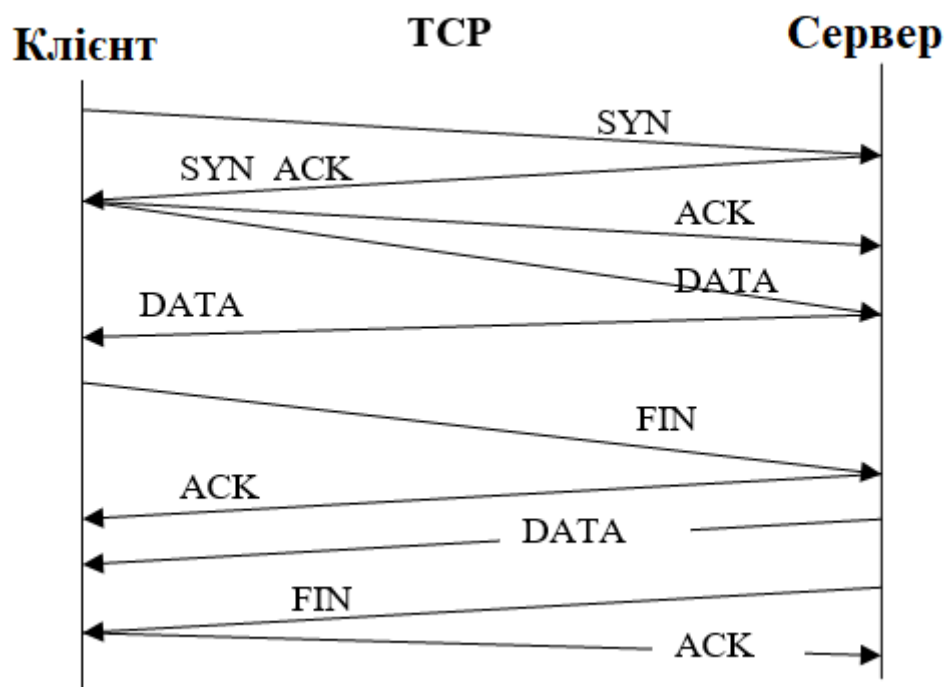 Клієнт
TCP
Сервер
SYN
SYN ACK
ACK
DATA
DATA
FIN
ACK
DATA
FIN
ACK